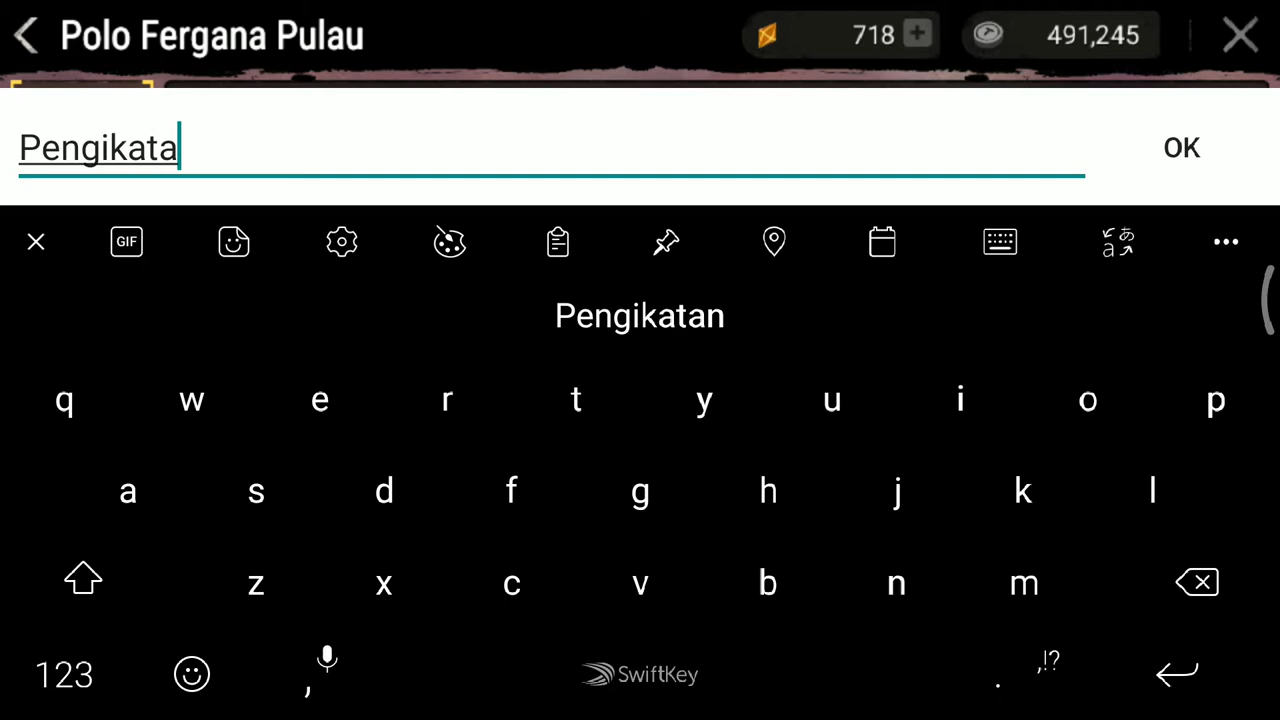 Polo Fergana Pulau 718 491,245
Pengikata OK
GIF
Pengikatan
q w e r t y u i o p
a s d f g h j k l
z x c v b n m
123 , SwiftKey . ,!?